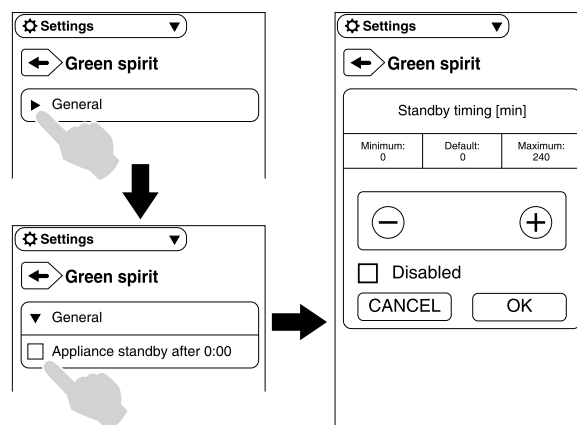 Settings
Green spirit
General
Settings
Green spirit
General
Appliance standby after 0:00
Settings
Green spirit
Standby timing [min]
Minimum: Default: Maximum:
0 0 240
Disabled
CANCEL OK